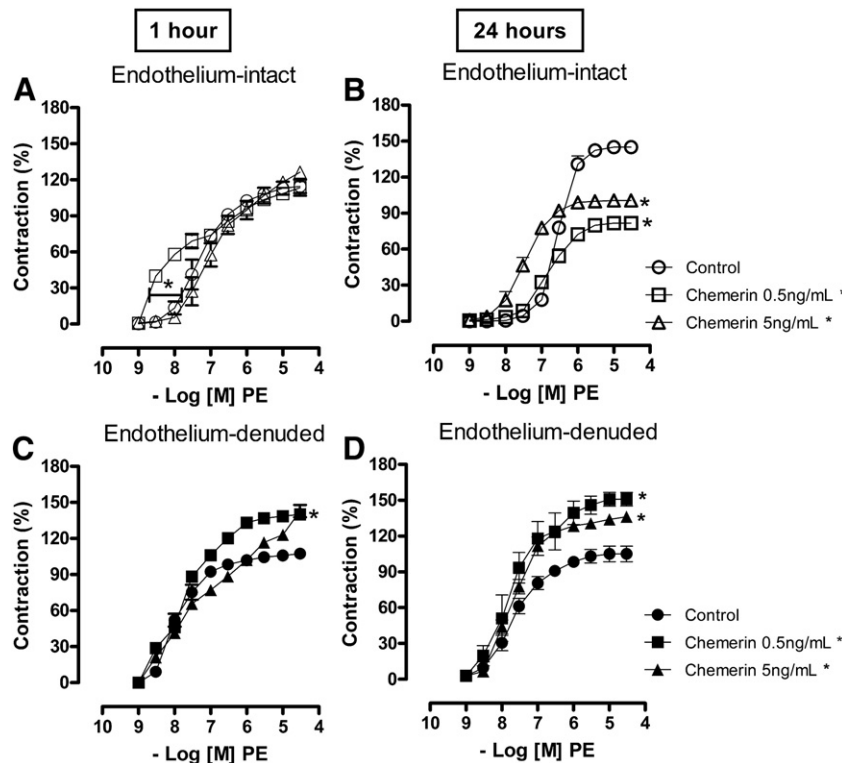 1 hour
24 hours
A
Endothelium-intact
180
150
120
90
60
30
0
Contraction (%)
*
10 9 8 7 6 5 4
- Log [M] PE
B
Endothelium-intact
180
150
120
90
60
30
0
Contraction (%)
*
*
10 9 8 7 6 5 4
- Log [M] PE
Control
Chemerin 0.5ng/mL *
Chemerin 5ng/mL *
C
Endothelium-denuded
180
150
120
90
60
30
0
Contraction (%)
*
10 9 8 7 6 5 4
- Log [M] PE
D
Endothelium-denuded
180
150
120
90
60
30
0
Contraction (%)
*
*
10 9 8 7 6 5 4
- Log [M] PE
Control
Chemerin 0.5ng/mL *
Chemerin 5ng/mL *